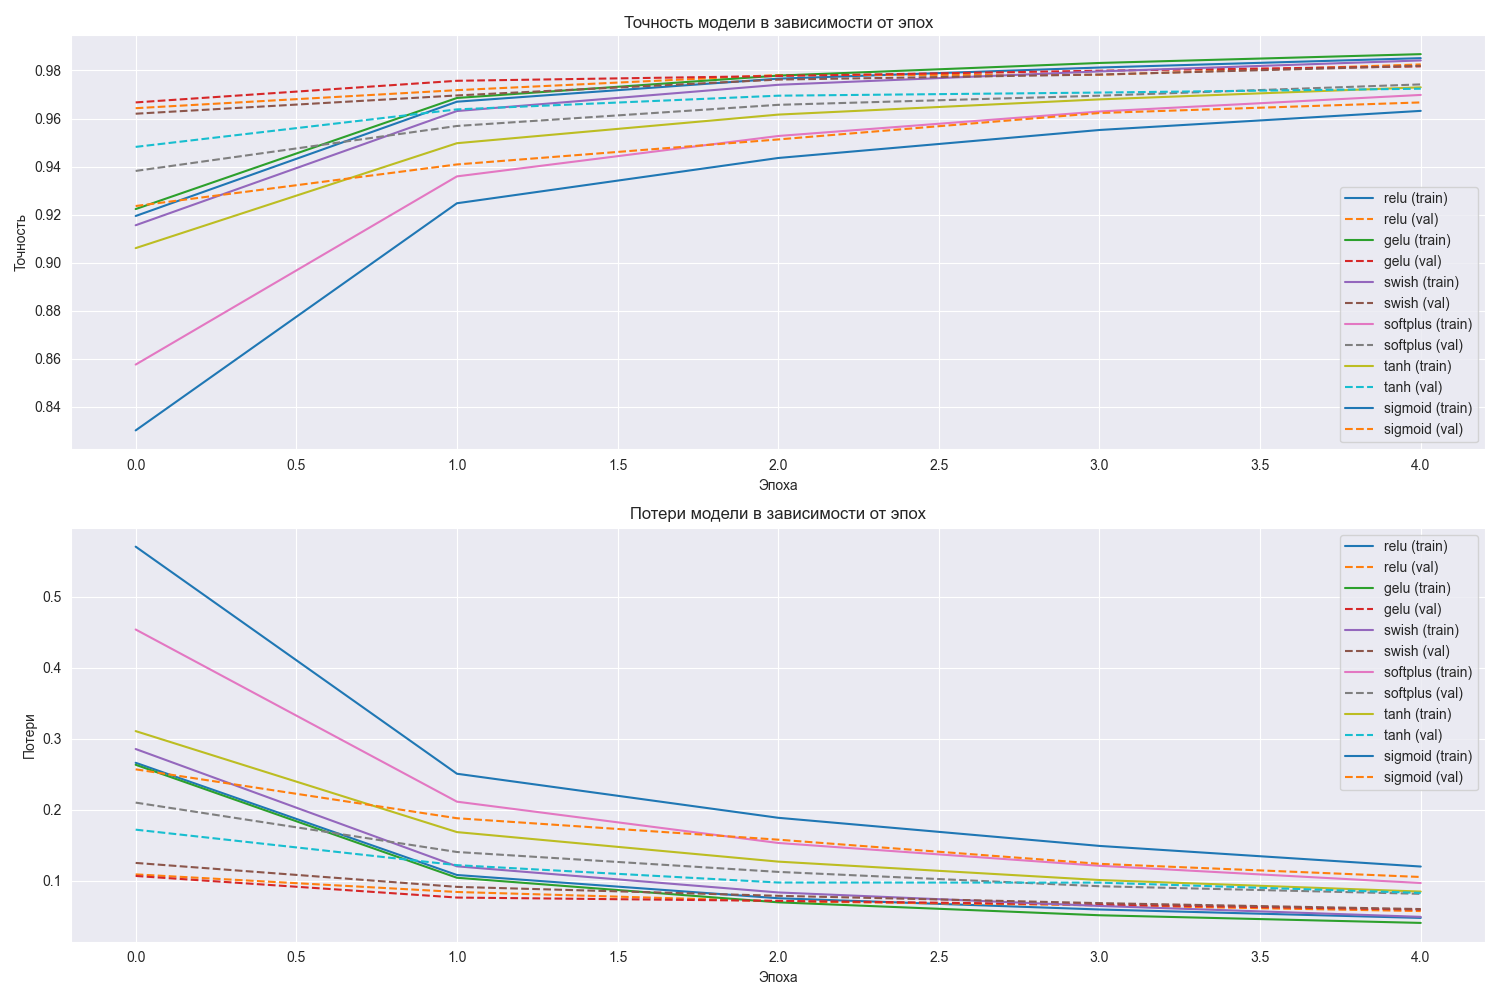 Точность модели в зависимости от эпох
0.98
0.96
0.94
0.92
0.90
0.88
0.86
0.84
Точность
relu (train)
relu (val)
gelu (train)
gelu (val)
swish (train)
swish (val)
softplus (train)
softplus (val)
tanh (train)
tanh (val)
sigmoid (train)
sigmoid (val)
0.0 0.5 1.0 1.5 2.0 2.5 3.0 3.5 4.0
Эпоха
Потери модели в зависимости от эпох
0.5
0.4
0.3
0.2
0.1
Потери
relu (train)
relu (val)
gelu (train)
gelu (val)
swish (train)
swish (val)
softplus (train)
softplus (val)
tanh (train)
tanh (val)
sigmoid (train)
sigmoid (val)
0.0 0.5 1.0 1.5 2.0 2.5 3.0 3.5 4.0
Эпоха